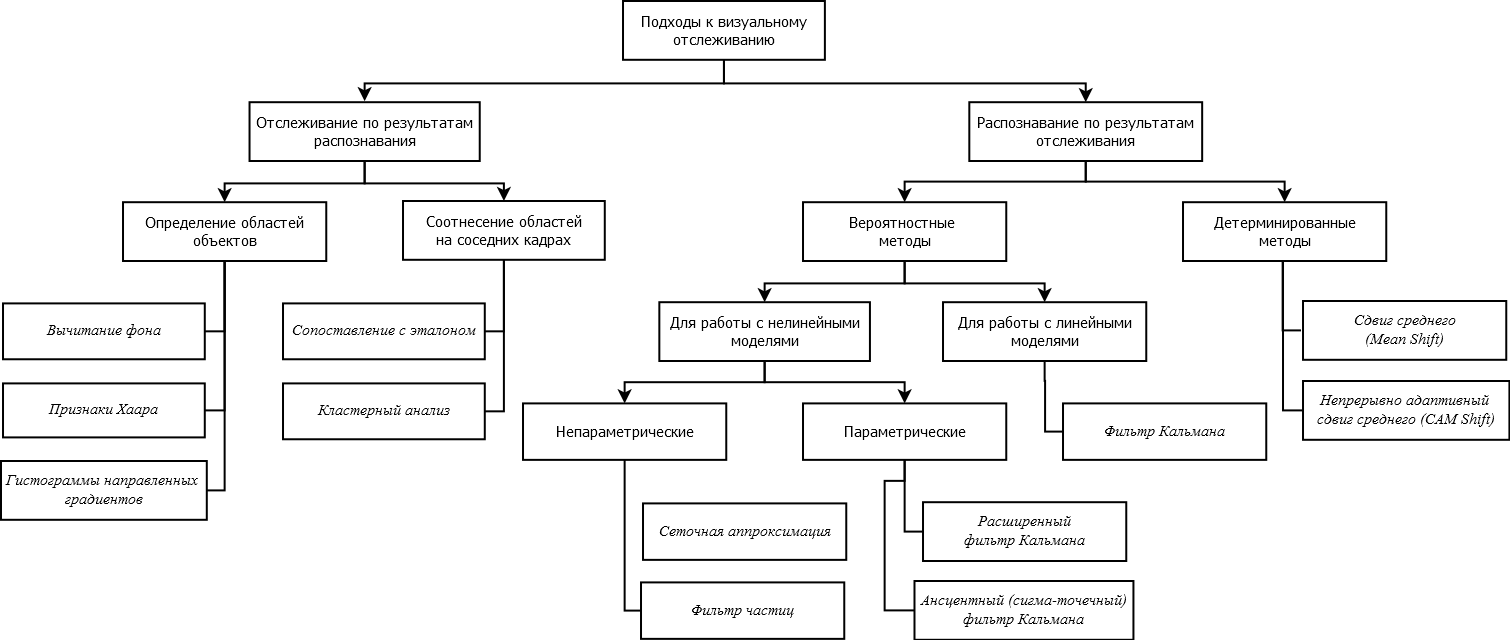 Подходы к визуальному
отслеживанию
Отслеживание по результатам
распознавания
Распознавание по результатам
отслеживания
Определение областей
объектов
Соотнесение областей
на соседних кадрах
Вероятностные
методы
Детерминированные
методы
Вычитание фона
Сопоставление с эталоном
Для работы с нелинейными
моделями
Для работы с линейными
моделями
Сдвиг среднего
(Mean Shift)
Признаки Хаара
Кластерный анализ
Непараметрические
Параметрические
Фильтр Кальмана
Непрерывно адаптивный
сдвиг среднего (CAM Shift)
Гистограммы направленных
градиентов
Сеточная аппроксимация
Расширенный
фильтр Кальмана
Фильтр частиц
Ансцентный (сигма-точечный)
фильтр Кальмана